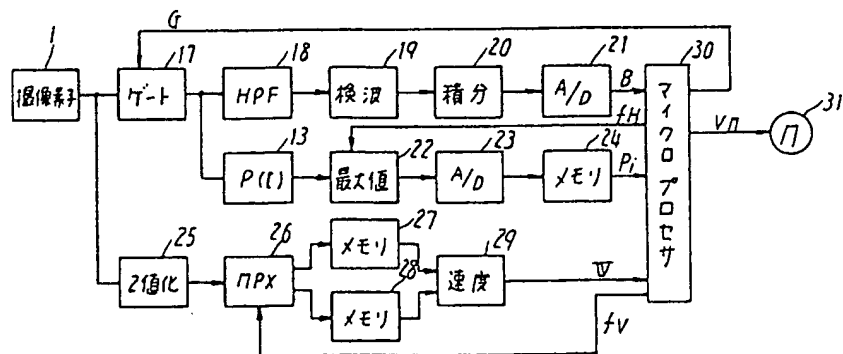 G
1
17
18
19
20
21
30
撮像素子
ゲート
HPF
検波
積分
A/D
B
マイクロプロセサ
fH
VM
31
M
13
22
23
24
P(t)
最大値
A/D
メモリ
Pi
25
26
27
29
2値化
MPX
メモリ
28
メモリ
速度
V
fV